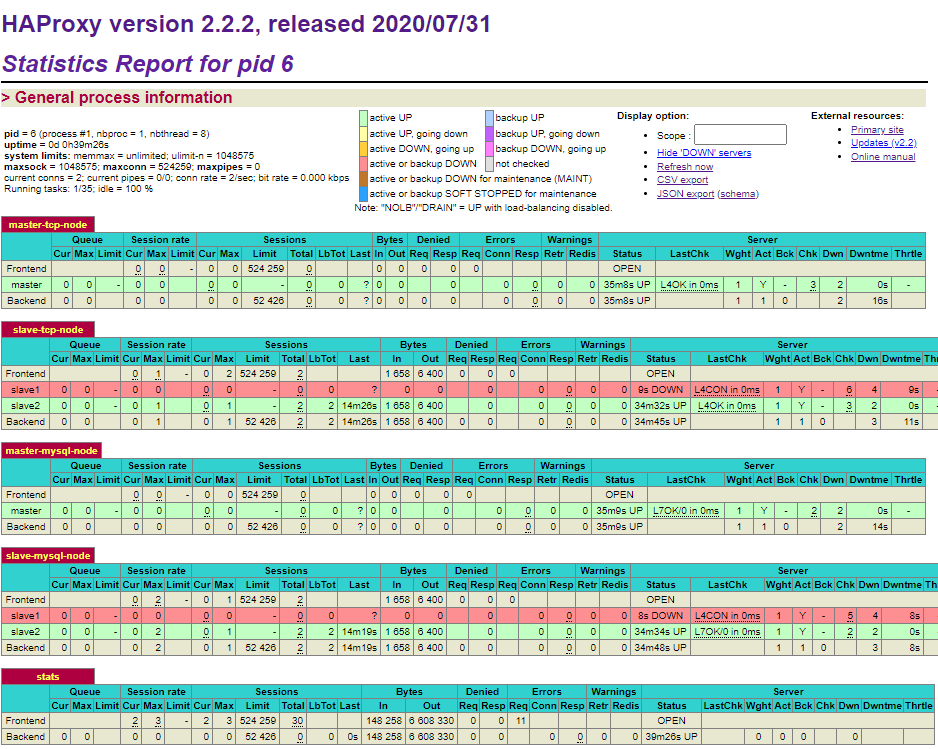 HAProxy version 2.2.2, released 2020/07/31
Statistics Report for pid 6
> General process information
pid = 6 (process #1, nbproc = 1, nbthread = 8)
uptime = 0d 0h39m26s
system limits: memmax = unlimited; ulimit-n = 1048575
maxsock = 1048575; maxconn = 524259; maxpipes = 0
current conns = 2; current pipes = 0/0; conn rate = 2/sec; bit rate = 0.000 kbps
Running tasks: 1/35; idle = 100 %
active UP backup UP
active UP, going down backup UP, going down
active DOWN, going up backup DOWN, going up
active or backup DOWN not checked
active or backup DOWN for maintenance (MAINT)
active or backup SOFT STOPPED for maintenance
Note: "NOLB"/"DRAIN" = UP with load-balancing disabled.
Display option:
Scope :
Hide 'DOWN' servers
Refresh now
CSV export
JSON export (schema)
External resources:
Primary site
Updates (v2.2)
Online manual
master-tcp-node
Queue Session rate Sessions Bytes Denied Errors Warnings Server
Cur Max Limit Cur Max Limit Cur Max Limit Total LbTot Last In Out Req Resp Req Conn Resp Retr Redis Status LastChk Wght Act Bck Chk Dwn Dwntme Thrtle
Frontend 0 0 - 0 0 524 259 0 0 0 0 0 0 OPEN
master 0 0 - 0 0 0 0 - 0 0 ? 0 0 0 0 0 0 0 35m8s UP L4OK in 0ms 1 Y - 3 2 0s -
Backend 0 0 0 0 0 0 52 426 0 0 ? 0 0 0 0 0 0 0 0 35m8s UP 1 1 0 2 16s
slave-tcp-node
Queue Session rate Sessions Bytes Denied Errors Warnings Server
Cur Max Limit Cur Max Limit Cur Max Limit Total LbTot Last In Out Req Resp Req Conn Resp Retr Redis Status LastChk Wght Act Bck Chk Dwn Dwntme Thr
Frontend 0 1 - 0 2 524 259 2 1 658 6 400 0 0 0 OPEN
slave1 0 0 - 0 0 0 0 - 0 0 ? 0 0 0 0 0 0 0 9s DOWN L4CON in 0ms 1 Y - 6 4 9s -
slave2 0 0 - 0 1 0 1 - 2 2 14m26s 1 658 6 400 0 0 0 0 0 34m32s UP L4OK in 0ms 1 Y - 3 2 0s -
Backend 0 0 0 1 0 1 52 426 2 2 14m26s 1 658 6 400 0 0 0 0 0 0 34m45s UP 1 1 0 3 11s
master-mysql-node
Queue Session rate Sessions Bytes Denied Errors Warnings Server
Cur Max Limit Cur Max Limit Cur Max Limit Total LbTot Last In Out Req Resp Req Conn Resp Retr Redis Status LastChk Wght Act Bck Chk Dwn Dwntme Thrtle
Frontend 0 0 - 0 0 524 259 0 0 0 0 0 0 OPEN
master 0 0 - 0 0 0 0 - 0 0 ? 0 0 0 0 0 0 0 35m9s UP L7OK/0 in 0ms 1 Y - 2 2 0s -
Backend 0 0 0 0 0 0 52 426 0 0 ? 0 0 0 0 0 0 0 0 35m9s UP 1 1 0 2 14s
slave-mysql-node
Queue Session rate Sessions Bytes Denied Errors Warnings Server
Cur Max Limit Cur Max Limit Cur Max Limit Total LbTot Last In Out Req Resp Req Conn Resp Retr Redis Status LastChk Wght Act Bck Chk Dwn Dwntme Thr
Frontend 0 2 - 0 1 524 259 2 1 658 6 400 0 0 0 OPEN
slave1 0 0 - 0 0 0 0 - 0 0 ? 0 0 0 0 0 0 0 8s DOWN L4CON in 0ms 1 Y - 5 4 8s -
slave2 0 0 - 0 2 0 1 - 2 2 14m19s 1 658 6 400 0 0 0 0 0 34m34s UP L7OK/0 in 0ms 1 Y - 2 2 0s -
Backend 0 0 0 2 0 1 52 426 2 2 14m19s 1 658 6 400 0 0 0 0 0 0 34m48s UP 1 1 0 3 8s
stats
Queue Session rate Sessions Bytes Denied Errors Warnings Server
Cur Max Limit Cur Max Limit Cur Max Limit Total LbTot Last In Out Req Resp Req Conn Resp Retr Redis Status LastChk Wght Act Bck Chk Dwn Dwntme Thrtle
Frontend 2 3 - 2 3 524 259 30 148 258 6 608 330 0 0 11 OPEN
Backend 0 0 0 0 0 0 52 426 0 0 0s 148 258 6 608 330 0 0 0 0 0 0 39m26s UP 0 0 0 0